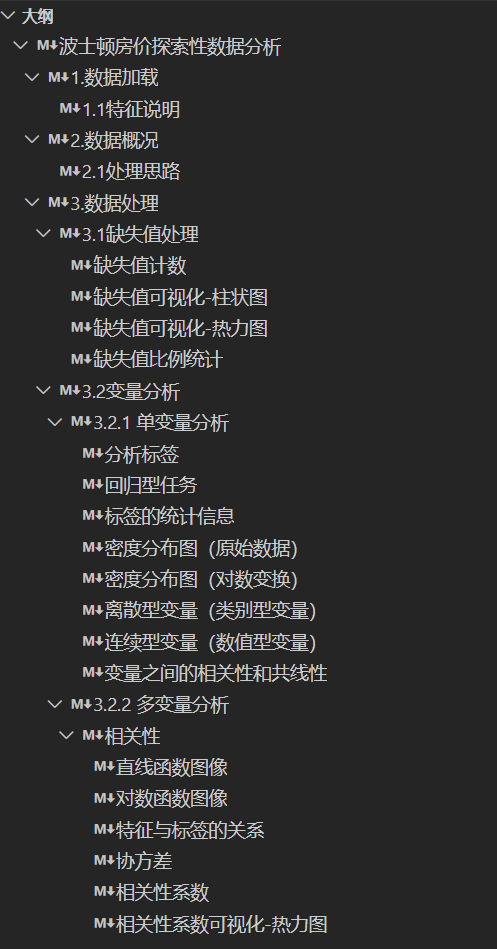 大纲
M↓波士顿房价探索性数据分析
M↓1.数据加载
M↓1.1特征说明
M↓2.数据概况
M↓2.1处理思路
M↓3.数据处理
M↓3.1缺失值处理
M↓缺失值计数
M↓缺失值可视化-柱状图
M↓缺失值可视化-热力图
M↓缺失值比例统计
M↓3.2变量分析
M↓3.2.1 单变量分析
M↓分析标签
M↓回归型任务
M↓标签的统计信息
M↓密度分布图（原始数据）
M↓密度分布图（对数变换）
M↓离散型变量（类别型变量）
M↓连续型变量（数值型变量）
M↓变量之间的相关性和共线性
M↓3.2.2 多变量分析
M↓相关性
M↓直线函数图像
M↓对数函数图像
M↓特征与标签的关系
M↓协方差
M↓相关性系数
M↓相关性系数可视化-热力图